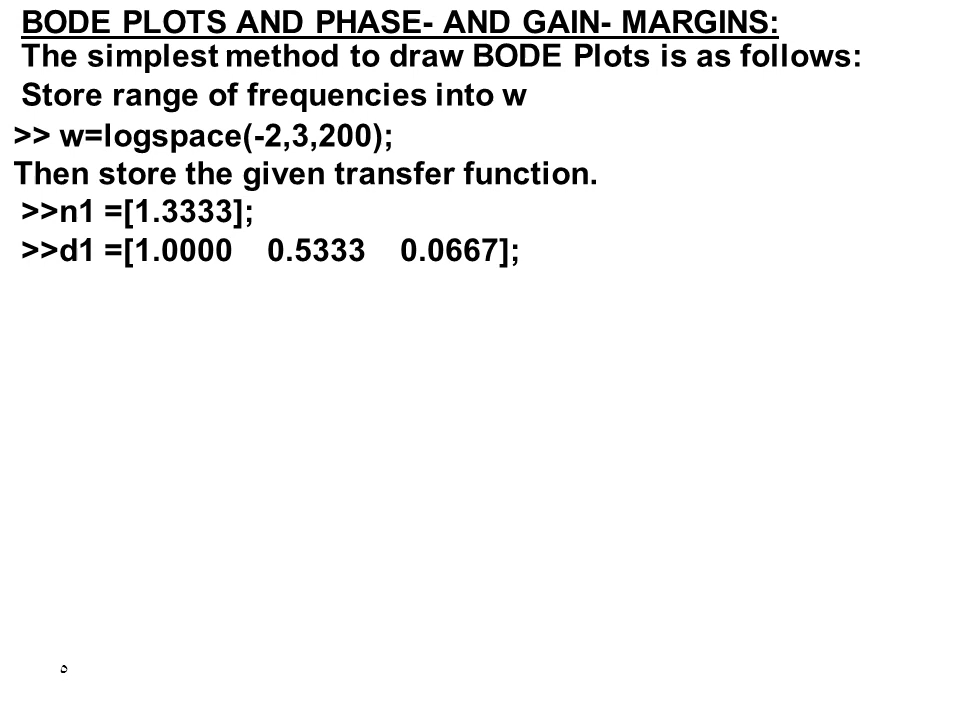 BODE PLOTS AND PHASE- AND GAIN- MARGINS:
The simplest method to draw BODE Plots is as follows:
Store range of frequencies into w
>> w=logspace(-2,3,200);
Then store the given transfer function.
>>n1 =[1.3333];
>>d1 =[1.0000    0.5333    0.0667];
٥